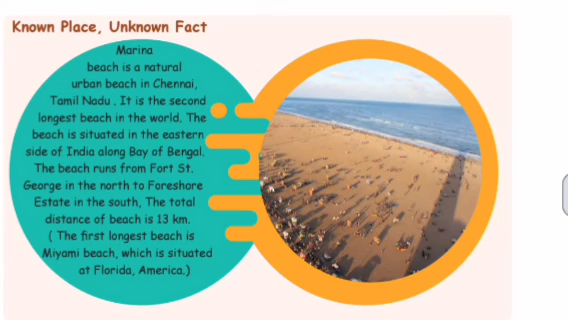 Known Place, Unknown Fact
Marina
beach is a natural
urban beach in Chennai,
Tamil Nadu . It is the second
longest beach in the world. The
beach is situated in the eastern
side of India along Bay of Bengal.
The beach runs from Fort St.
George in the north to Foreshore
Estate in the south, The total
distance of beach is 13 km.
( The first longest beach is
Miyami beach, which is situated
at Florida, America.)